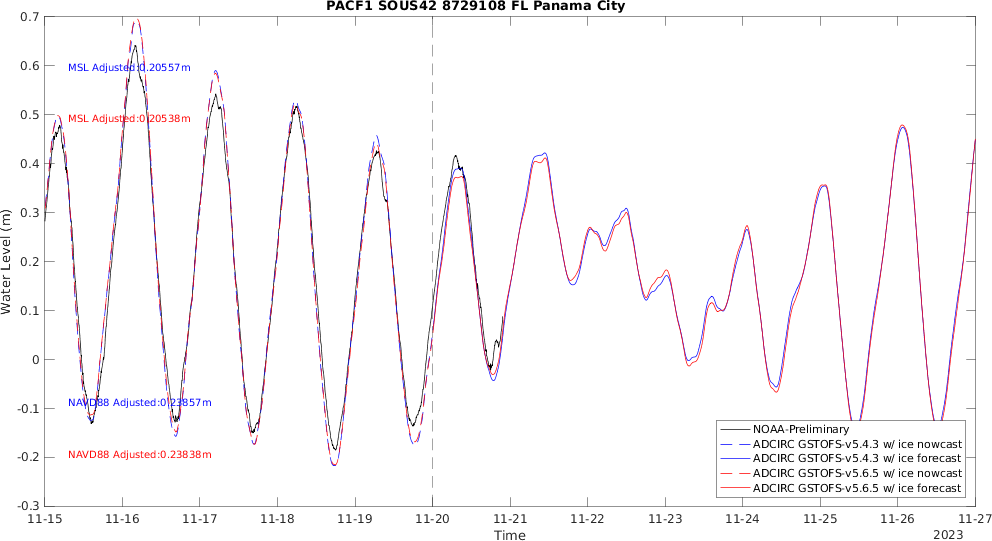 PACF1 SOUS42 8729108 FL Panama City
0.7
0.6
0.5
0.4
0.3
0.2
0.1
0
-0.1
-0.2
-0.3
Water Level (m)
MSL Adjusted:0.20557m
MSL Adjusted:0.20538m
NAVD88 Adjusted:0.23857m
NAVD88 Adjusted:0.23838m
NOAA-Preliminary
ADCIRC GSTOFS-v5.4.3 w/ ice nowcast
ADCIRC GSTOFS-v5.4.3 w/ ice forecast
ADCIRC GSTOFS-v5.6.5 w/ ice nowcast
ADCIRC GSTOFS-v5.6.5 w/ ice forecast
11-15 11-16 11-17 11-18 11-19 11-20 11-21 11-22 11-23 11-24 11-25 11-26 11-27
Time
2023